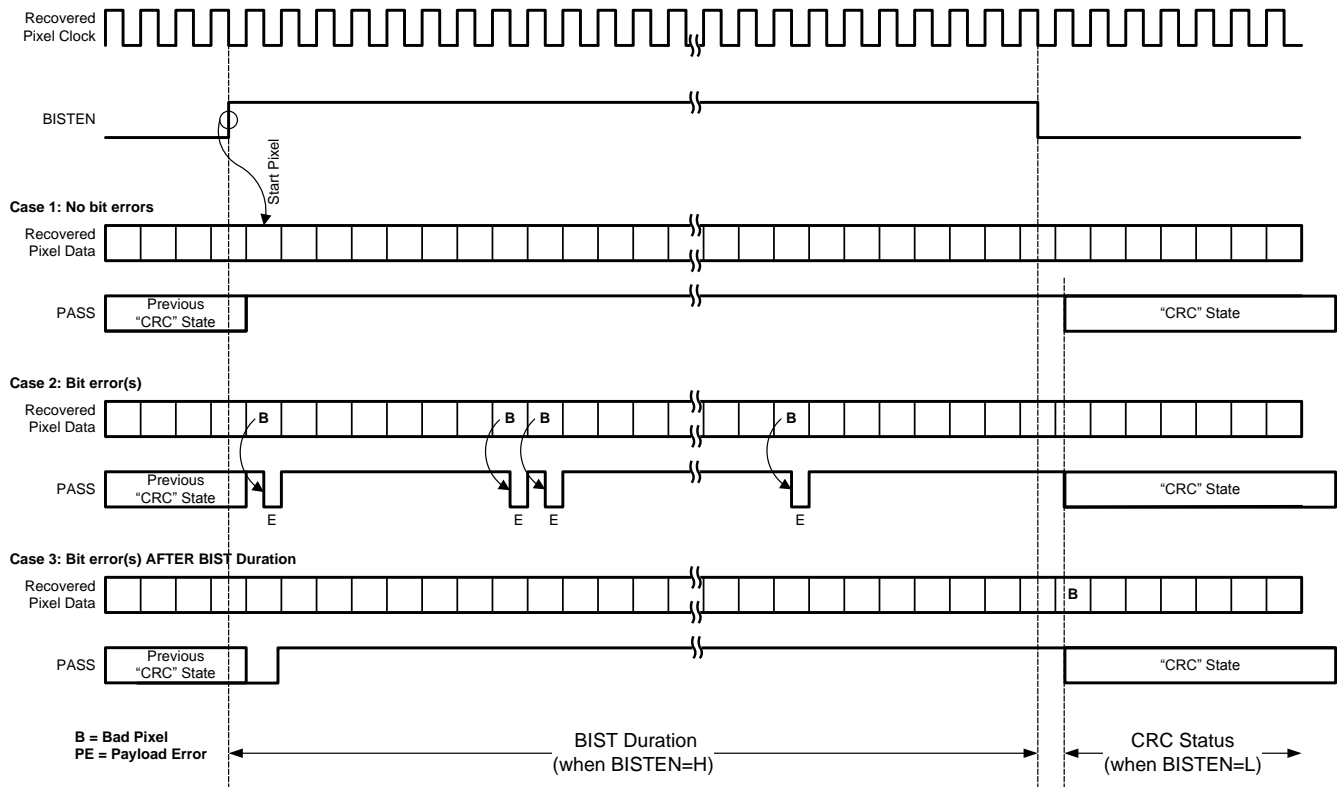 Recovered
Pixel Clock
BISTEN
Start Pixel
Case 1: No bit errors
Recovered
Pixel Data
PASS
Previous
“CRC” State
“CRC” State
Case 2: Bit error(s)
Recovered
Pixel Data
B
B
B
B
PASS
Previous
“CRC” State
E
E
E
E
“CRC” State
Case 3: Bit error(s) AFTER BIST Duration
Recovered
Pixel Data
B
PASS
Previous
“CRC” State
“CRC” State
B = Bad Pixel
PE = Payload Error
BIST Duration
(when BISTEN=H)
CRC Status
(when BISTEN=L)